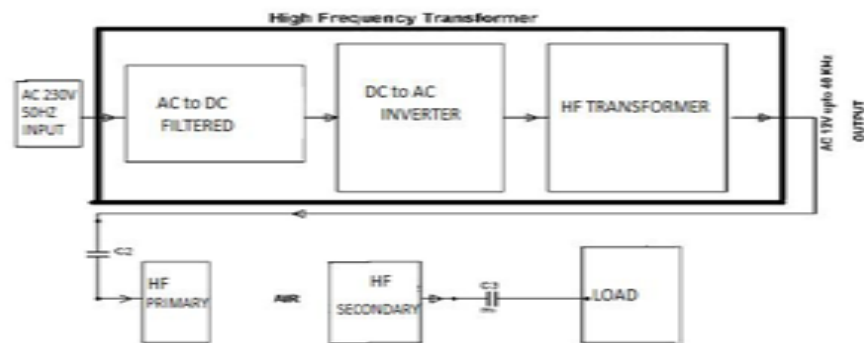 High Frequency Transformer
AC 230V
50HZ
INPUT
AC to DC
FILTERED
DC to AC
INVERTER
HF TRANSFORMER
AC 12V upto 40 KHz
OUTPUT
C2
HF
PRIMARY
AIR
HF
SECONDARY
C3
LOAD